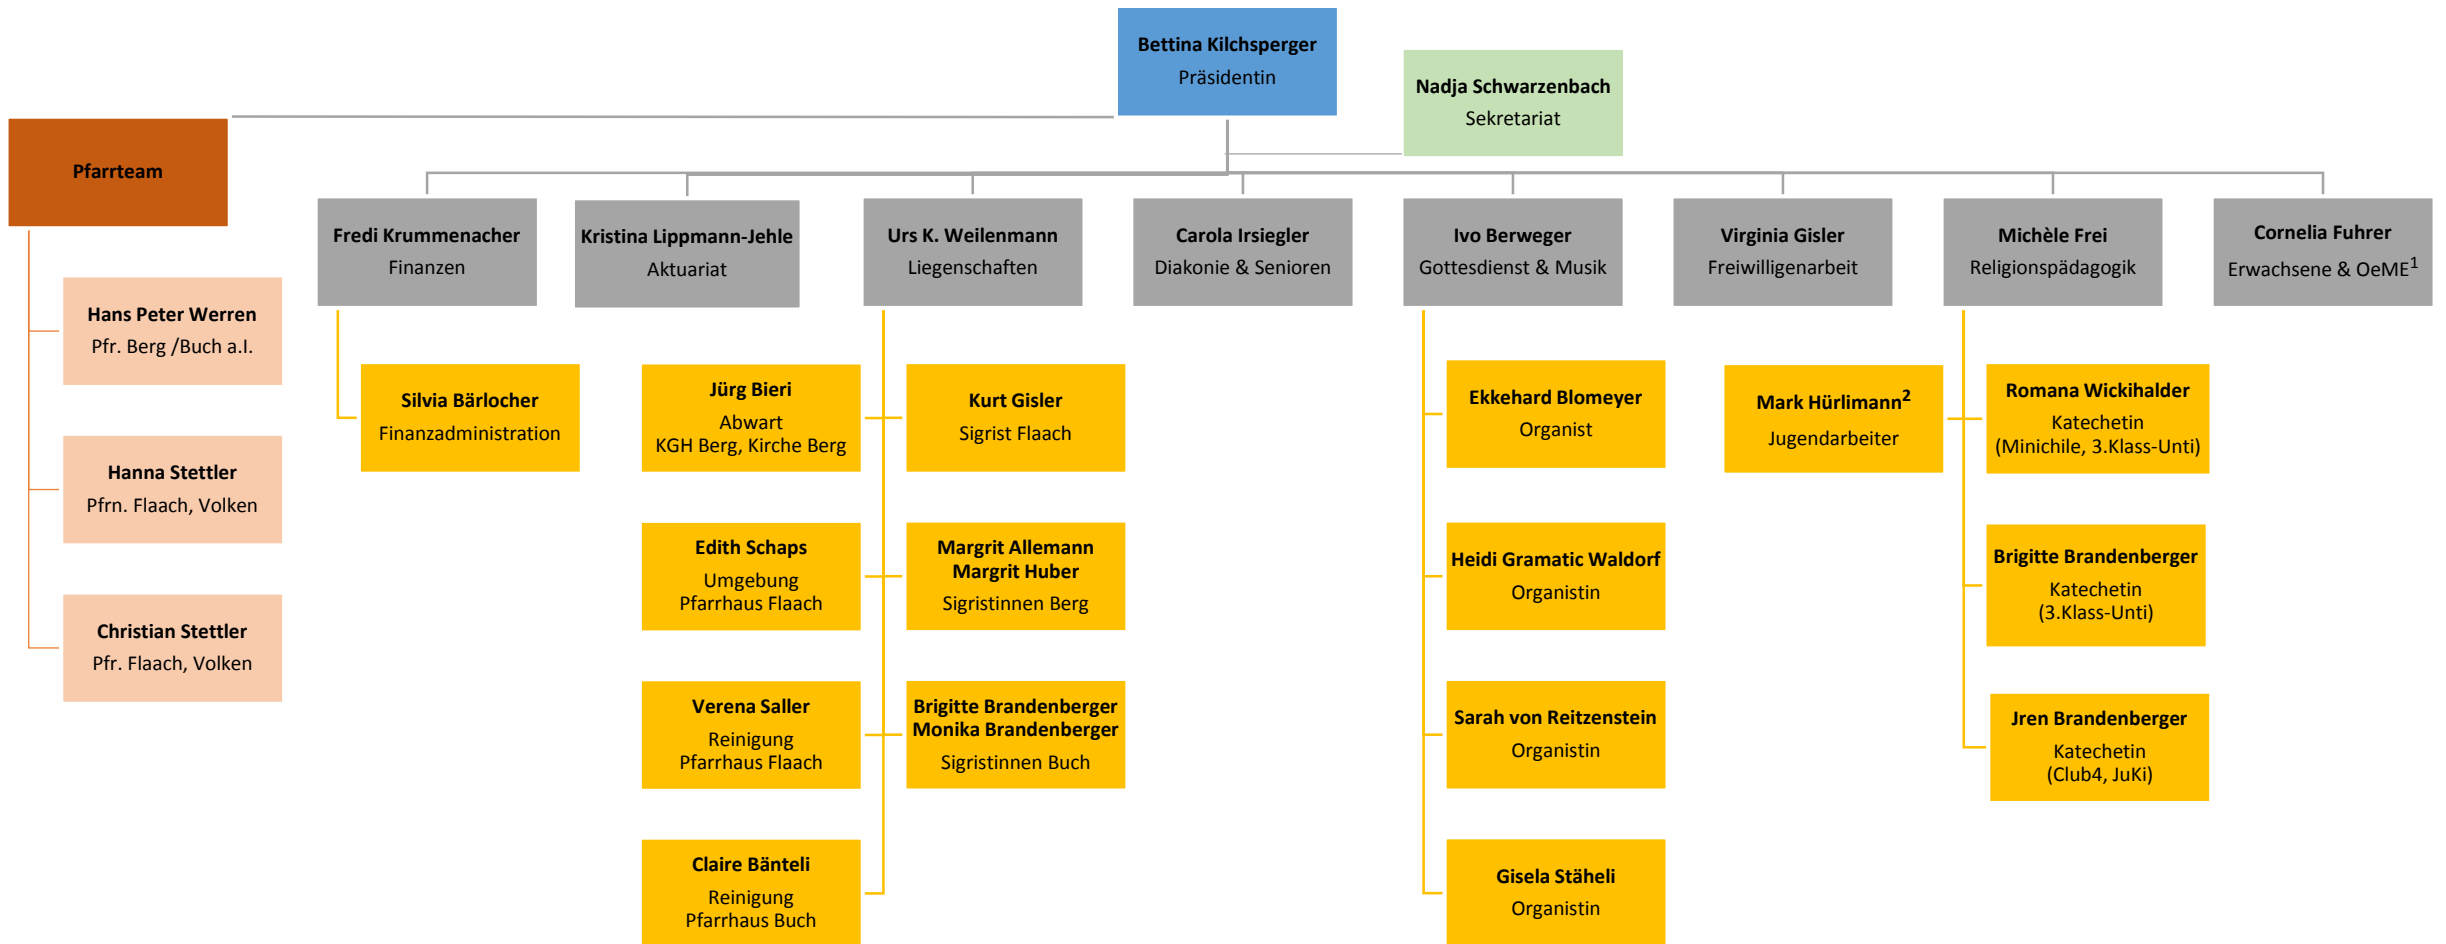 Bettina Kilchsperger
Präsidentin
Nadja Schwarzenbach
Sekretariat
Pfarrteam
Fredi Krummenacher
Finanzen
Kristina Lippmann-Jehle
Aktuariat
Urs K. Weilenmann
Liegenschaften
Carola Irsiegler
Diakonie & Senioren
Ivo Berweger
Gottesdienst & Musik
Virginia Gisler
Freiwilligenarbeit
Michèle Frei
Religionspädagogik
Cornelia Fuhrer
Erwachsene & OeME¹
Hans Peter Werren
Pfr. Berg /Buch a.I.
Hanna Stettler
Pfrn. Flaach, Volken
Christian Stettler
Pfr. Flaach, Volken
Silvia Bärlocher
Finanzadministration
Jürg Bieri
Abwart
KGH Berg, Kirche Berg
Kurt Gisler
Sigrist Flaach
Edith Schaps
Umgebung
Pfarrhaus Flaach
Margrit Allemann
Margrit Huber
Sigristinnen Berg
Verena Saller
Reinigung
Pfarrhaus Flaach
Brigitte Brandenberger
Monika Brandenberger
Sigristinnen Buch
Claire Bänteli
Reinigung
Pfarrhaus Buch
Ekkehard Blomeyer
Organist
Heidi Gramatic Waldorf
Organistin
Sarah von Reitzenstein
Organistin
Gisela Stäheli
Organistin
Mark Hürlimann²
Jugendarbeiter
Romana Wickihalder
Katechetin
(Minichile, 3.Klass-Unti)
Brigitte Brandenberger
Katechetin
(3.Klass-Unti)
Jren Brandenberger
Katechetin
(Club4, JuKi)